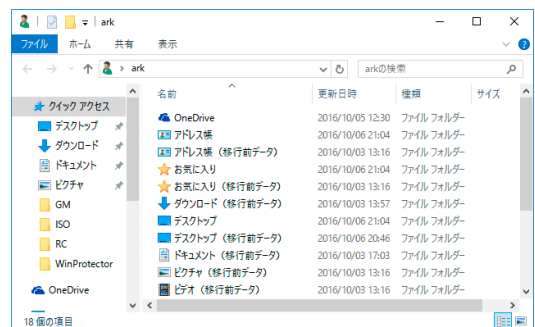 ark
ファイル ホーム 共有 表示
ark arkの検索
名前 更新日時 種類 サイズ
クイック アクセス
デスクトップ
ダウンロード
ドキュメント
ピクチャ
GM
ISO
RC
WinProtector
OneDrive
OneDrive 2016/10/05 12:30 ファイル フォルダー
アドレス帳 2016/10/06 21:04 ファイル フォルダー
アドレス帳（移行前データ） 2016/10/03 13:16 ファイル フォルダー
お気に入り 2016/10/06 21:04 ファイル フォルダー
お気に入り（移行前データ） 2016/10/03 13:16 ファイル フォルダー
ダウンロード（移行前データ） 2016/10/03 13:57 ファイル フォルダー
デスクトップ 2016/10/06 21:04 ファイル フォルダー
デスクトップ（移行前データ） 2016/10/06 20:46 ファイル フォルダー
ドキュメント（移行前データ） 2016/10/03 17:03 ファイル フォルダー
ピクチャ（移行前データ） 2016/10/03 13:16 ファイル フォルダー
ビデオ（移行前データ） 2016/10/03 13:16 ファイル フォルダー
18 個の項目